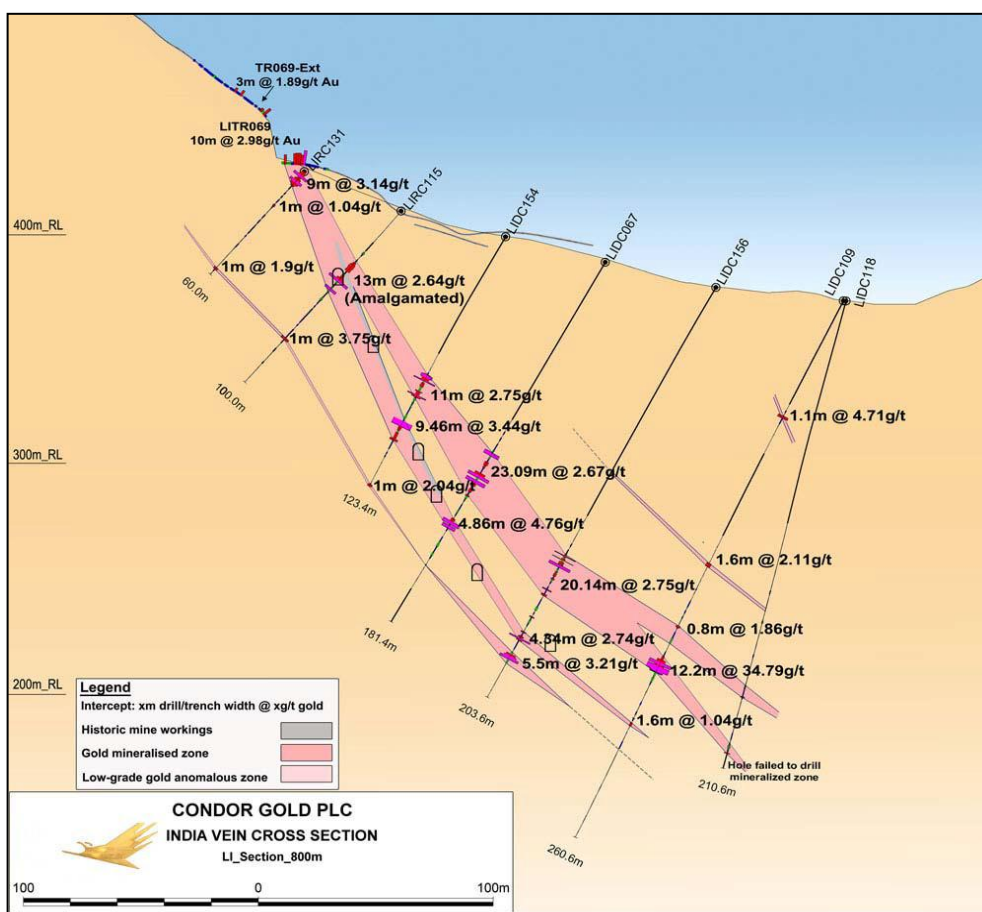 TR069-Ext
3m @ 1.89g/t Au
LITR069
10m @ 2.98g/t Au
LIRC131
LIRC115
LIDC154
LIDC067
LIDC156
LIDC109
LIDC118
9m @ 3.14g/t
1m @ 1.04g/t
400m_RL
1m @ 1.9g/t
60.0m
13m @ 2.64g/t
(Amalgamated)
1m @ 3.75g/t
100.0m
11m @ 2.75g/t
1.1m @ 4.71g/t
9.46m @ 3.44g/t
300m_RL
23.09m @ 2.67g/t
1m @ 2.04g/t
123.4m
4.86m @ 4.76g/t
1.6m @ 2.11g/t
20.14m @ 2.75g/t
181.4m
0.8m @ 1.86g/t
4.34m @ 2.74g/t
5.5m @ 3.21g/t
12.2m @ 34.79g/t
200m_RL
203.6m
1.6m @ 1.04g/t
Hole failed to drill
mineralized zone
210.6m
260.6m
Legend
Intercept: xm drill/trench width @ xg/t gold
Historic mine workings
Gold mineralised zone
Low-grade gold anomalous zone
CONDOR GOLD PLC
INDIA VEIN CROSS SECTION
LI_Section_800m
100
0
100m